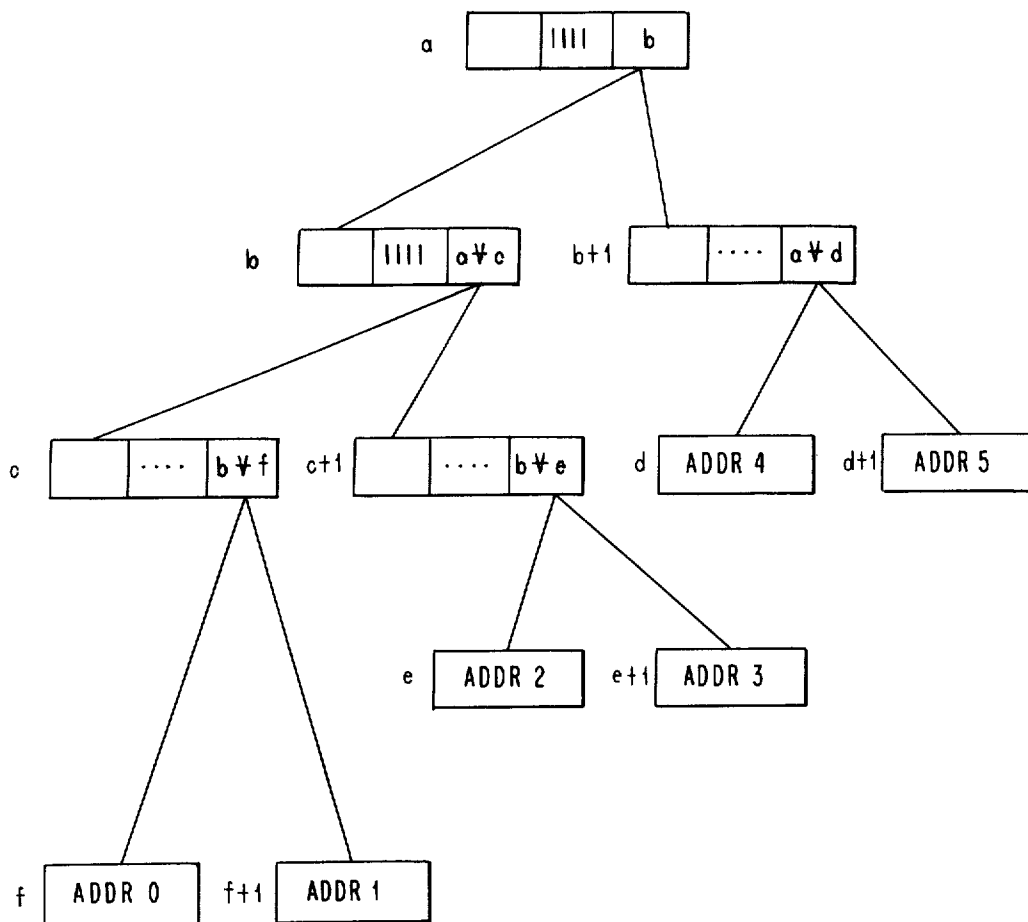 a |||| b
b |||| a ⊻ c b+1 .... a ⊻ d
c .... b ⊻ f c+1 .... b ⊻ e d ADDR 4 d+1 ADDR 5
e ADDR 2 e+1 ADDR 3
f ADDR 0 f+1 ADDR 1